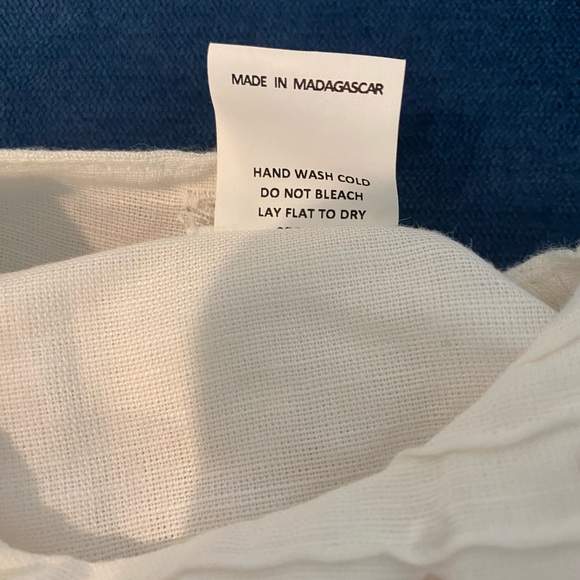 MADE IN MADAGASCAR
HAND WASH COLD
DO NOT BLEACH
LAY FLAT TO DRY